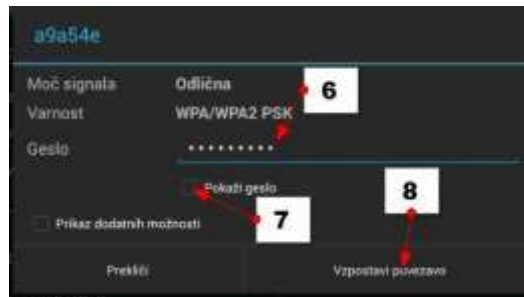 a9a54e
Moč signala Odlična
6
Varnost WPA/WPA2 PSK
Geslo •••••••••
Pokaži geslo
8
7
Prikaz dodatnih možnosti
Prekliči Vzpostavi povezavo